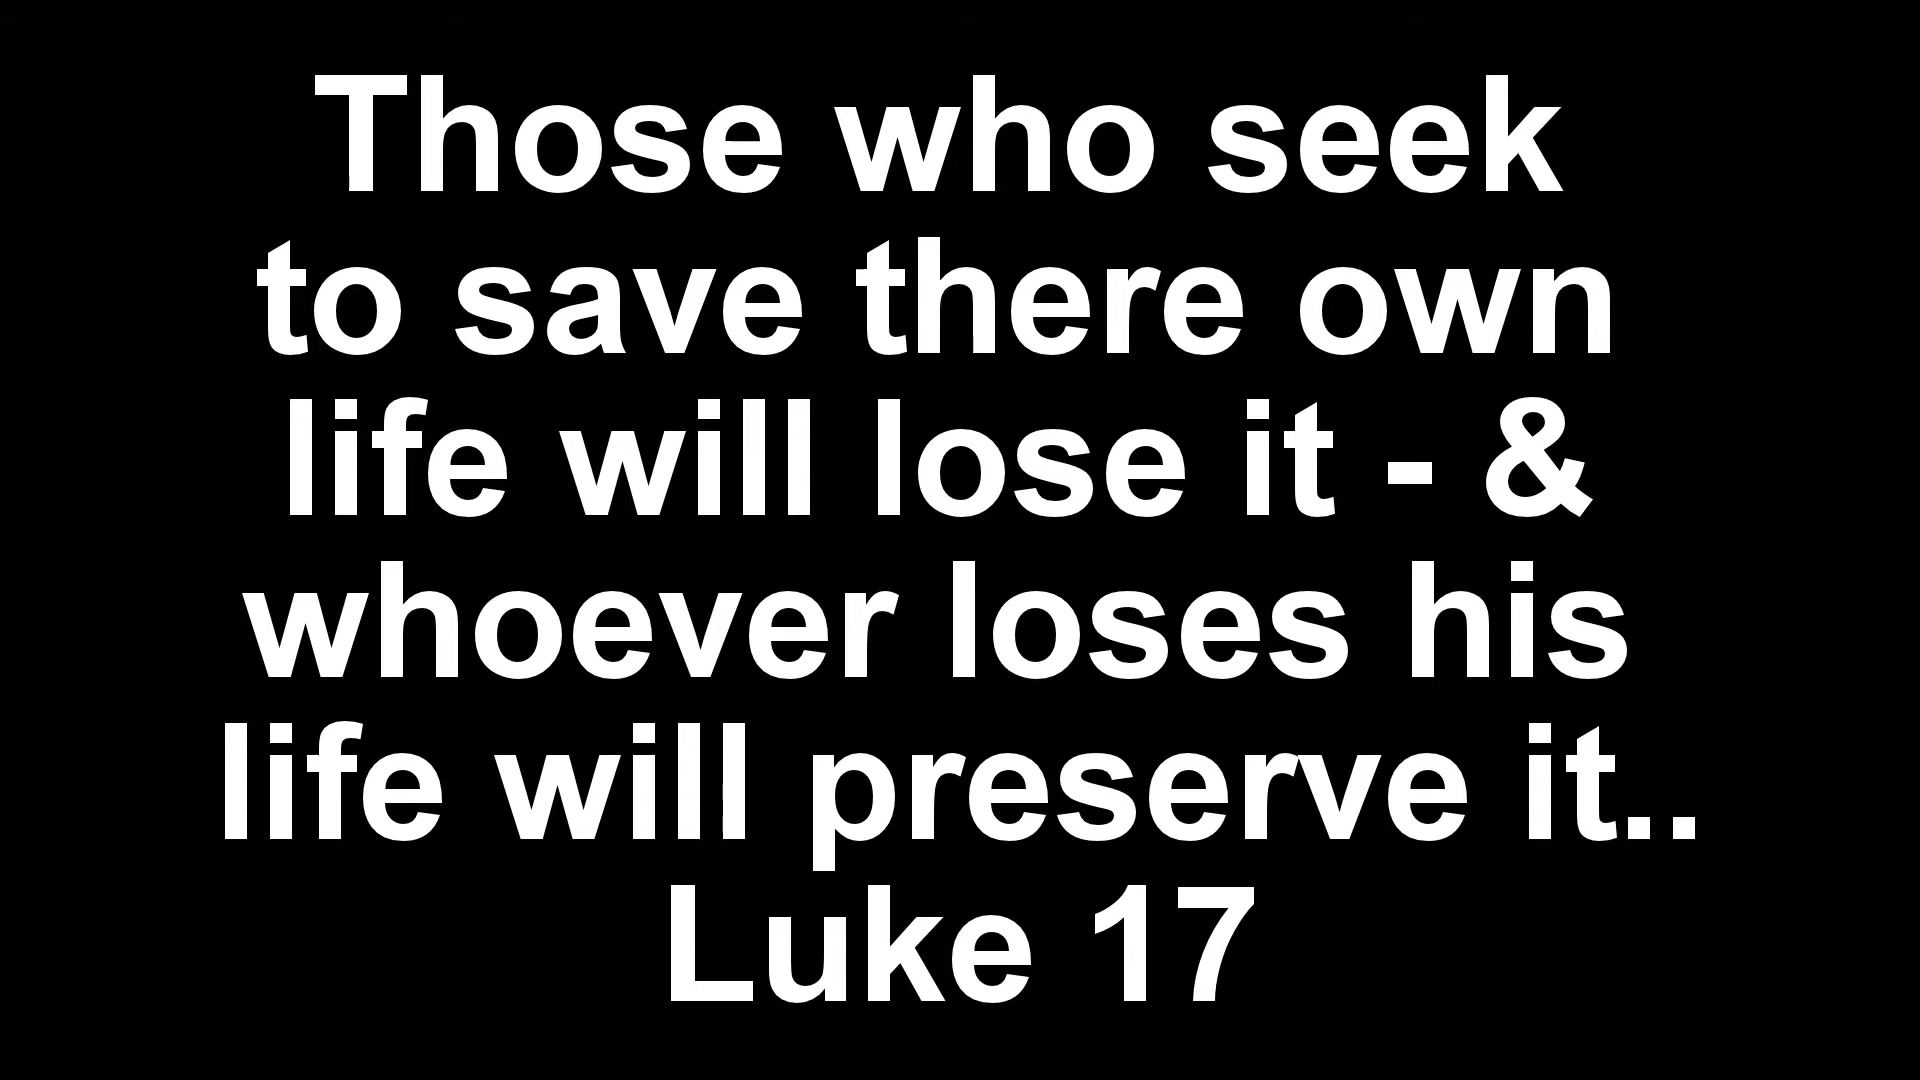 Those who seek
to save there own
life will lose it - &
whoever loses his
life will preserve it..
Luke 17